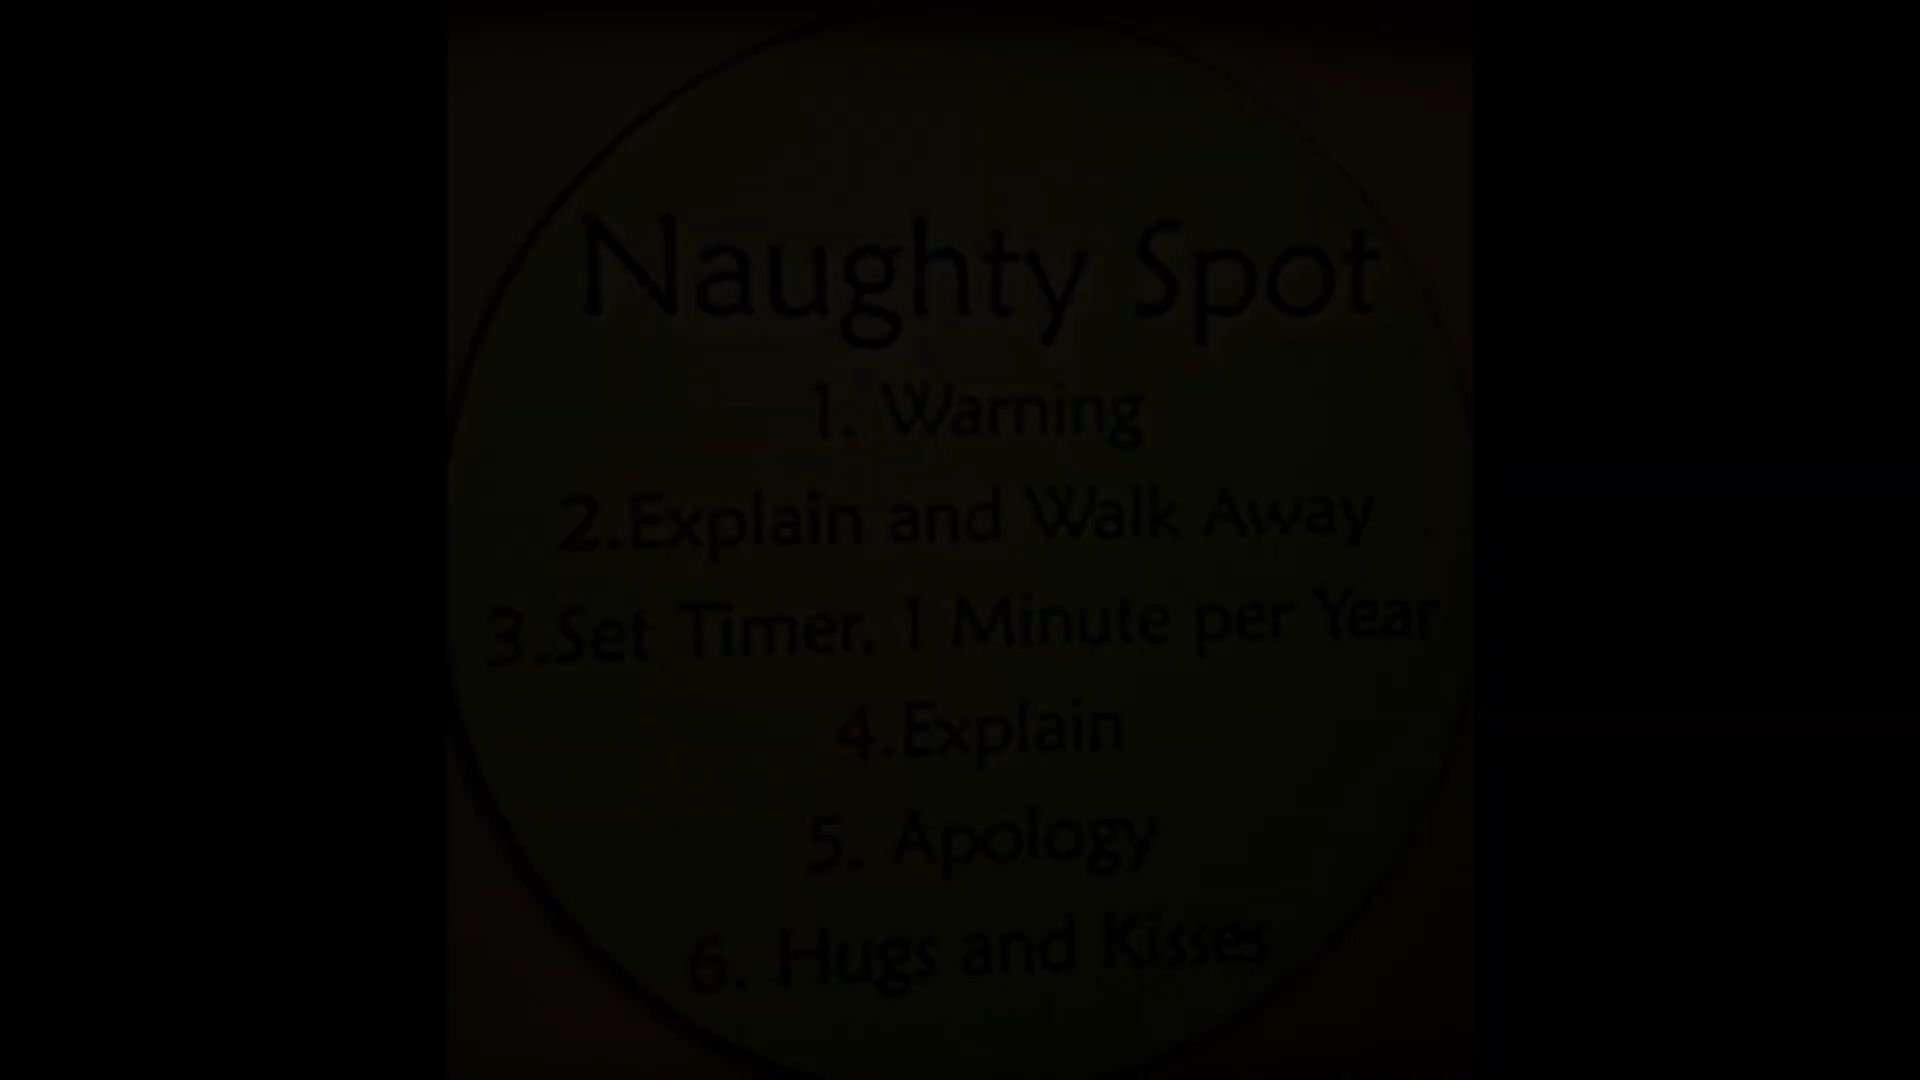 Naughty Spot
1. Warning
2.Explain and Walk Away
3.Set Timer, 1 Minute per Year
4.Explain
5. Apology
6. Hugs and Kisses